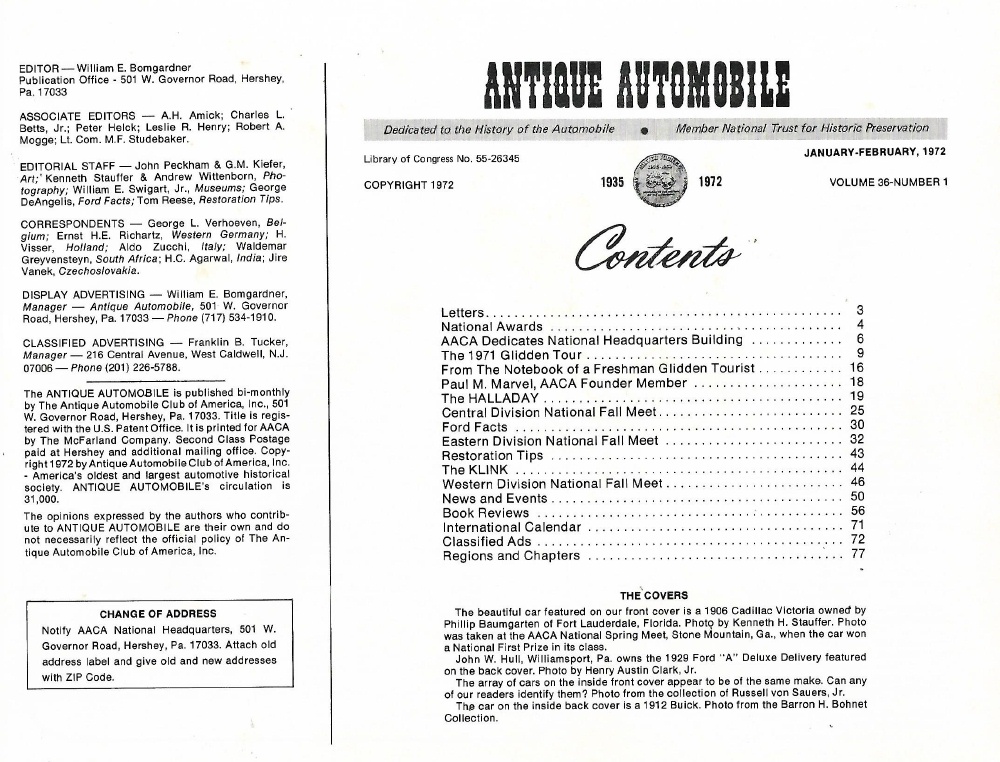 EDITOR — William E. Bomgardner
Publication Office - 501 W. Governor Road, Hershey,
Pa. 17033
ASSOCIATE EDITORS — A.H. Amick; Charles L.
Betts, Jr.; Peter Helck; Leslie R. Henry; Robert A.
Mogge; Lt. Com. M.F. Studebaker.
EDITORIAL STAFF — John Peckham & G.M. Kiefer,
Art; Kenneth Stauffer & Andrew Wittenborn, Pho-
tography; William E. Swigart, Jr., Museums; George
DeAngelis, Ford Facts; Tom Reese, Restoration Tips.
CORRESPONDENTS — George L. Verhoeven, Bel-
gium; Ernst H.E. Richartz, Western Germany; H.
Visser, Holland; Aldo Zucchi, Italy; Waldemar
Greyvensteyn, South Africa; H.C. Agarwal, India; Jire
Vanek, Czechoslovakia.
DISPLAY ADVERTISING — William E. Bomgardner,
Manager — Antique Automobile, 501 W. Governor
Road, Hershey, Pa. 17033 — Phone (717) 534-1910.
CLASSIFIED ADVERTISING — Franklin B. Tucker,
Manager — 216 Central Avenue, West Caldwell, N.J.
07006 — Phone (201) 226-5788.
The ANTIQUE AUTOMOBILE is published bi-monthly
by The Antique Automobile Club of America, Inc., 501
W. Governor Road, Hershey, Pa. 17033. Title is regis-
tered with the U.S. Patent Office. It is printed for AACA
by The McFarland Company. Second Class Postage
paid at Hershey and additional mailing office. Copy-
right 1972 by Antique Automobile Club of America, Inc.
- America's oldest and largest automotive historical
society. ANTIQUE AUTOMOBILE's circulation is
31,000.
The opinions expressed by the authors who contrib-
ute to ANTIQUE AUTOMOBILE are their own and do
not necessarily reflect the official policy of The An-
tique Automobile Club of America, Inc.
CHANGE OF ADDRESS
Notify AACA National Headquarters, 501 W.
Governor Road, Hershey, Pa. 17033. Attach old
address label and give old and new addresses
with ZIP Code.
ANTIQUE AUTOMOBILE
Dedicated to the History of the Automobile ● Member National Trust for Historic Preservation
Library of Congress No. 55-26345
JANUARY-FEBRUARY, 1972
COPYRIGHT 1972
1935 1972
VOLUME 36-NUMBER 1
Contents
Letters 3
National Awards 4
AACA Dedicates National Headquarters Building 6
The 1971 Glidden Tour 9
From The Notebook of a Freshman Glidden Tourist 16
Paul M. Marvel, AACA Founder Member 18
The HALLADAY 19
Central Division National Fall Meet 25
Ford Facts 30
Eastern Division National Fall Meet 32
Restoration Tips 43
The KLINK 44
Western Division National Fall Meet 46
News and Events 50
Book Reviews 56
International Calendar 71
Classified Ads 72
Regions and Chapters 77
THE COVERS
The beautiful car featured on our front cover is a 1906 Cadillac Victoria owned by
Phillip Baumgarten of Fort Lauderdale, Florida. Photo by Kenneth H. Stauffer. Photo
was taken at the AACA National Spring Meet, Stone Mountain, Ga., when the car won
a National First Prize in its class.
John W. Hull, Williamsport, Pa. owns the 1929 Ford "A" Deluxe Delivery featured
on the back cover. Photo by Henry Austin Clark, Jr.
The array of cars on the inside front cover appear to be of the same make. Can any
of our readers identify them? Photo from the collection of Russell von Sauers, Jr.
The car on the inside back cover is a 1912 Buick. Photo from the Barron H. Bohnet
Collection.